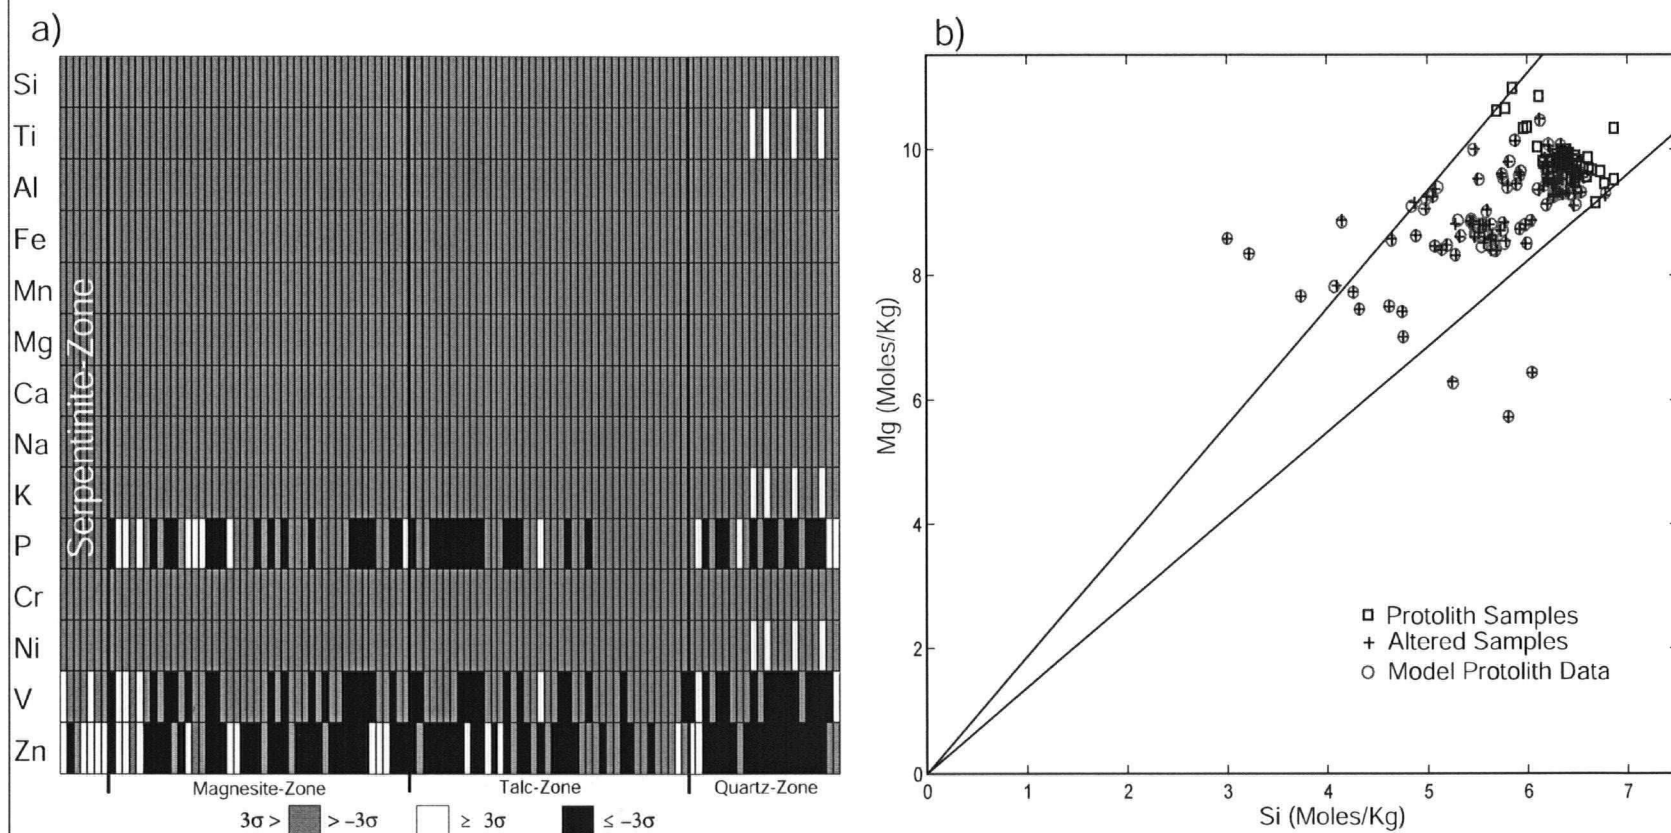 a)
Si
Ti
Al
Fe
Mn
Mg
Ca
Na
K
P
Cr
Ni
V
Zn
Serpentinite-Zone
Magnesite-Zone
Talc-Zone
Quartz-Zone
3σ > > -3σ ≥ 3σ ≤ -3σ
b)
10
8
6
4
2
0
Mg (Moles/Kg)
Protolith Samples
Altered Samples
Model Protolith Data
0 1 2 3 4 5 6 7
Si (Moles/Kg)